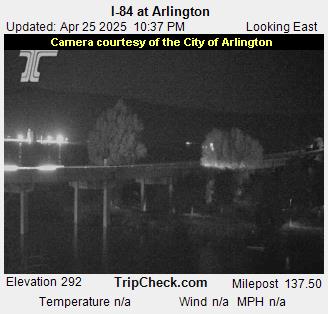 I-84 at Arlington
Updated: Apr 25 2025 10:37 PM Looking East
Camera courtesy of the City of Arlington
Elevation 292 TripCheck.com Milepost 137.50
Temperature n/a Wind n/a MPH n/a